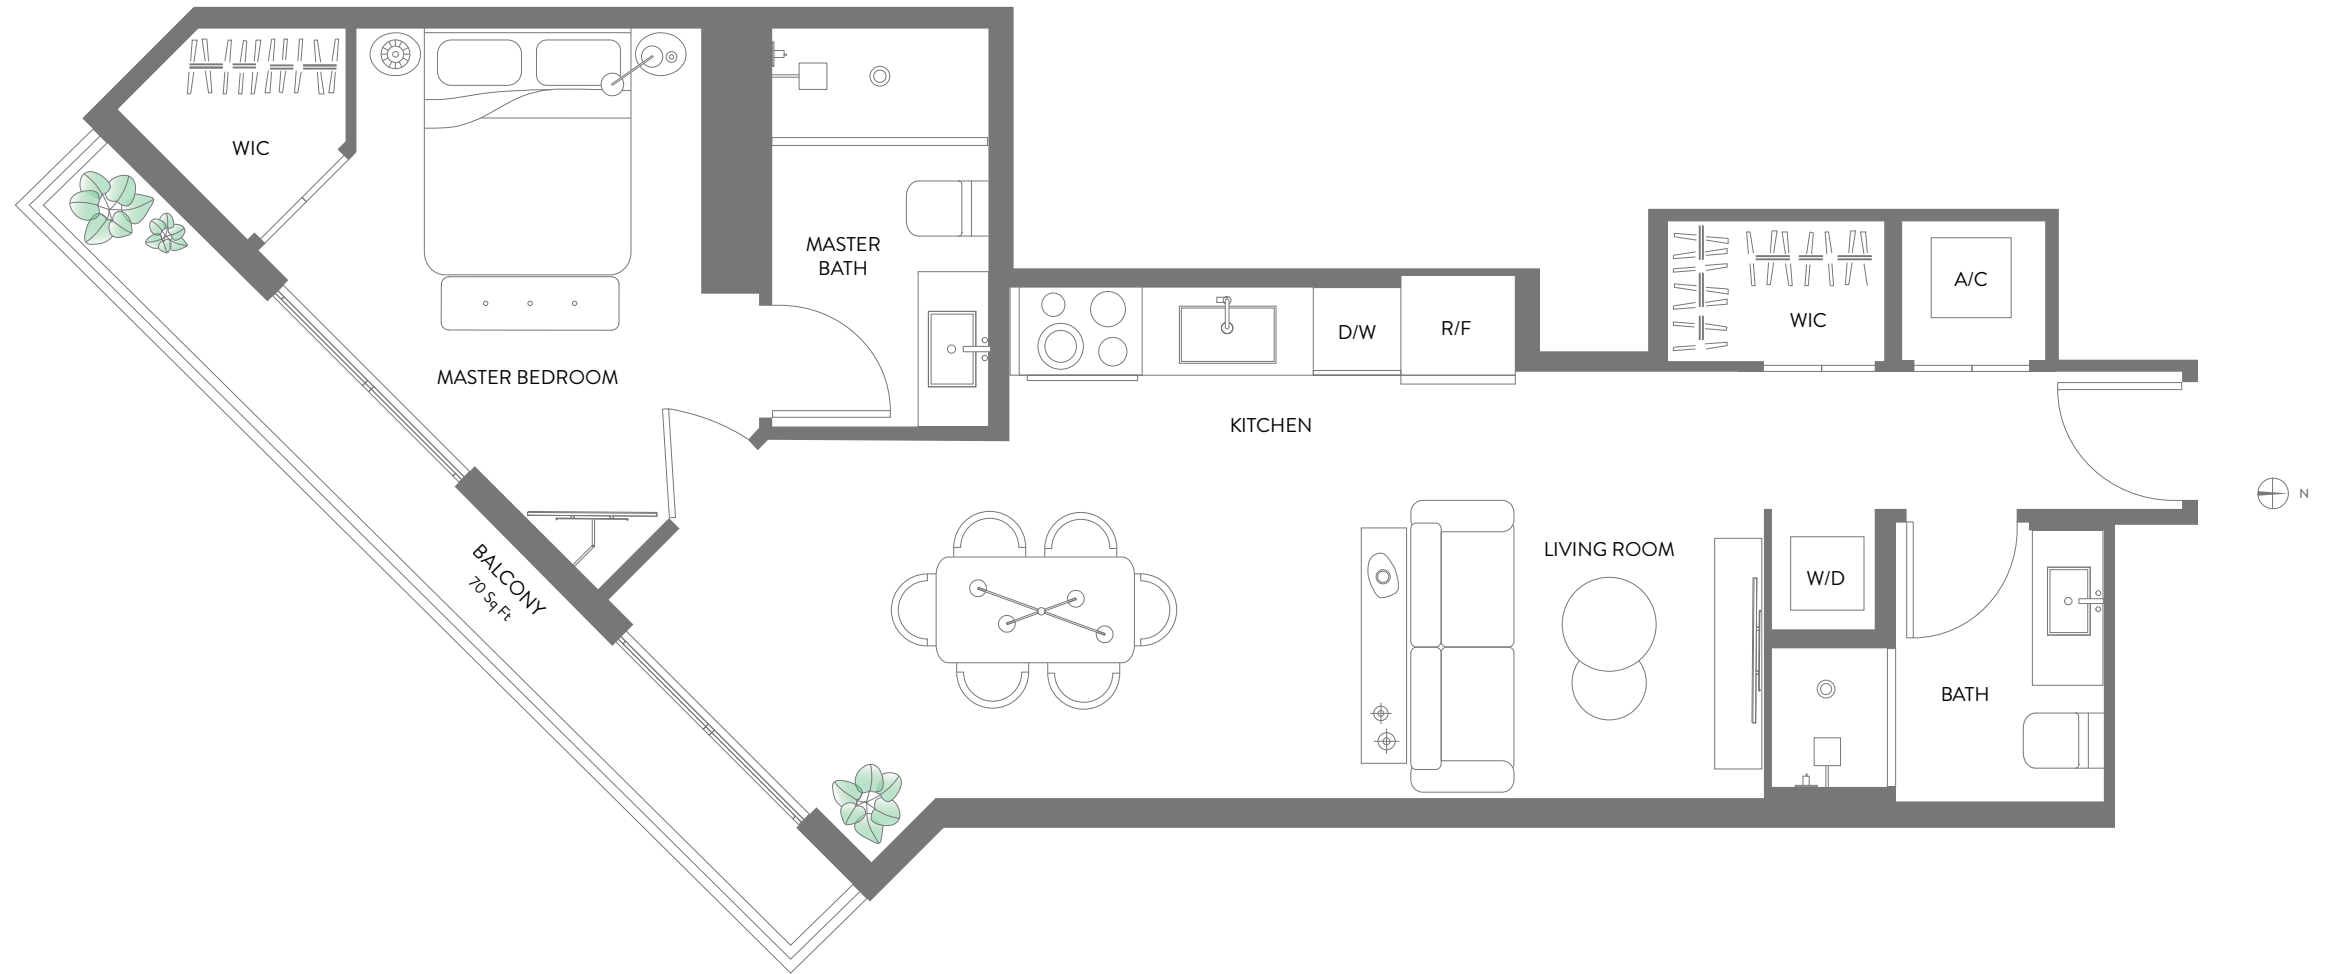 WIC
MASTER
BATH
MASTER BEDROOM
BALCONY
70 Sq Ft
D/W
R/F
KITCHEN
WIC
A/C
LIVING ROOM
W/D
BATH
N